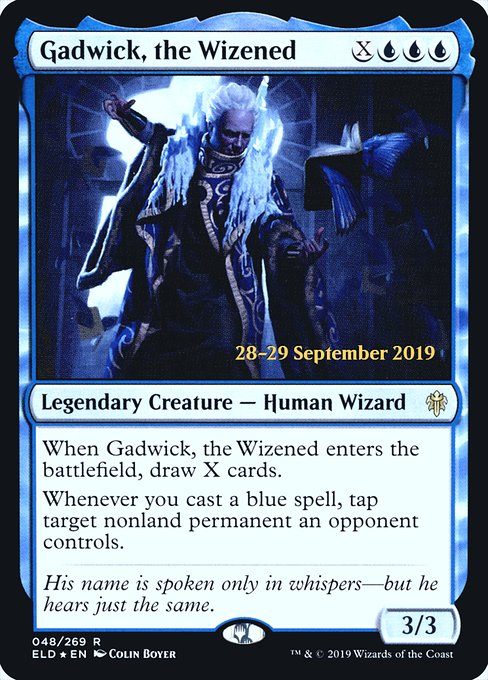 Gadwick, the Wizened X
28–29 September 2019
Legendary Creature — Human Wizard
When Gadwick, the Wizened enters the
battlefield, draw X cards.
Whenever you cast a blue spell, tap
target nonland permanent an opponent
controls.
His name is spoken only in whispers—but he
hears just the same.
3/3
048/269 R
ELD ★ EN Colin Boyer
™ & © 2019 Wizards of the Coast